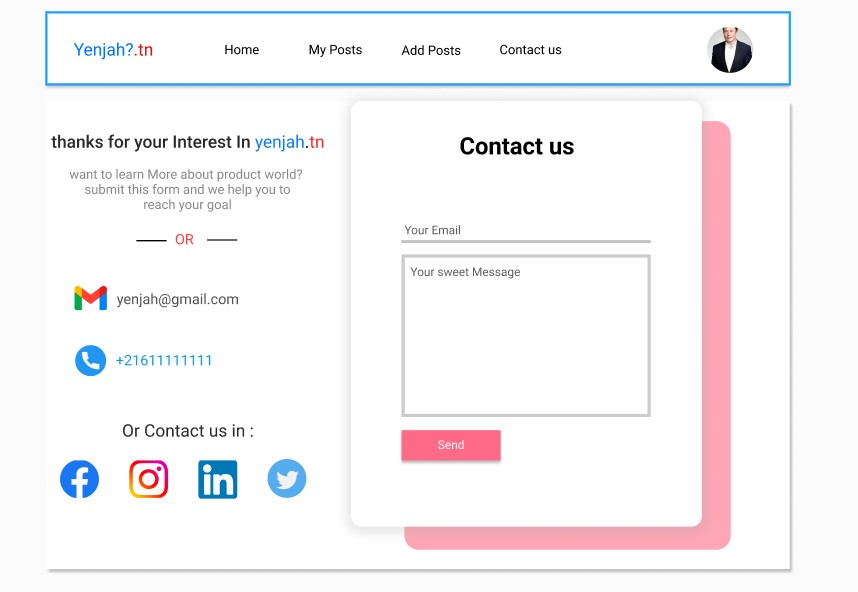 Yenjah?.tn
Home
My Posts
Add Posts
Contact us
thanks for your Interest In yenjah.tn
want to learn More about product world?
submit this form and we help you to
reach your goal
OR
yenjah@gmail.com
+21611111111
Or Contact us in :
Contact us
Your Email
Your sweet Message
Send